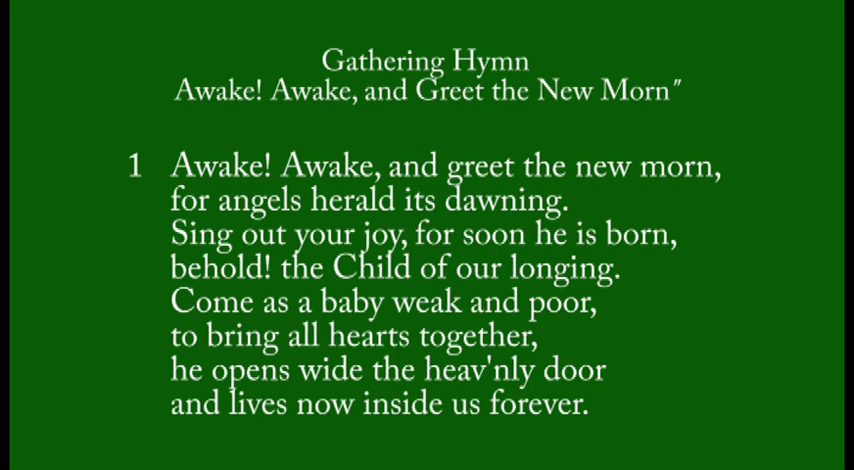 Gathering Hymn
Awake! Awake, and Greet the New Morn"
1 Awake! Awake, and greet the new morn,
for angels herald its dawning.
Sing out your joy, for soon he is born,
behold! the Child of our longing.
Come as a baby weak and poor,
to bring all hearts together,
he opens wide the heav'nly door
and lives now inside us forever.